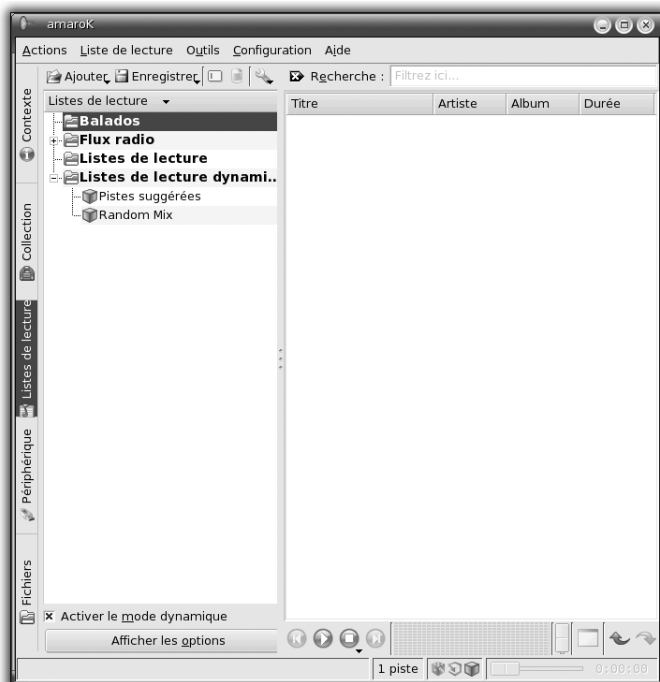 amaroK
Actions Liste de lecture Outils Configuration Aide
Ajouter Enregistrer
Recherche : Filtrez ici...
Listes de lecture
Titre Artiste Album Durée
Balados
Flux radio
Listes de lecture
Listes de lecture dynami..
Pistes suggérées
Random Mix
Contexte
Collection
Listes de lecture
Périphérique
Fichiers
Activer le mode dynamique
Afficher les options
1 piste
0:00:00